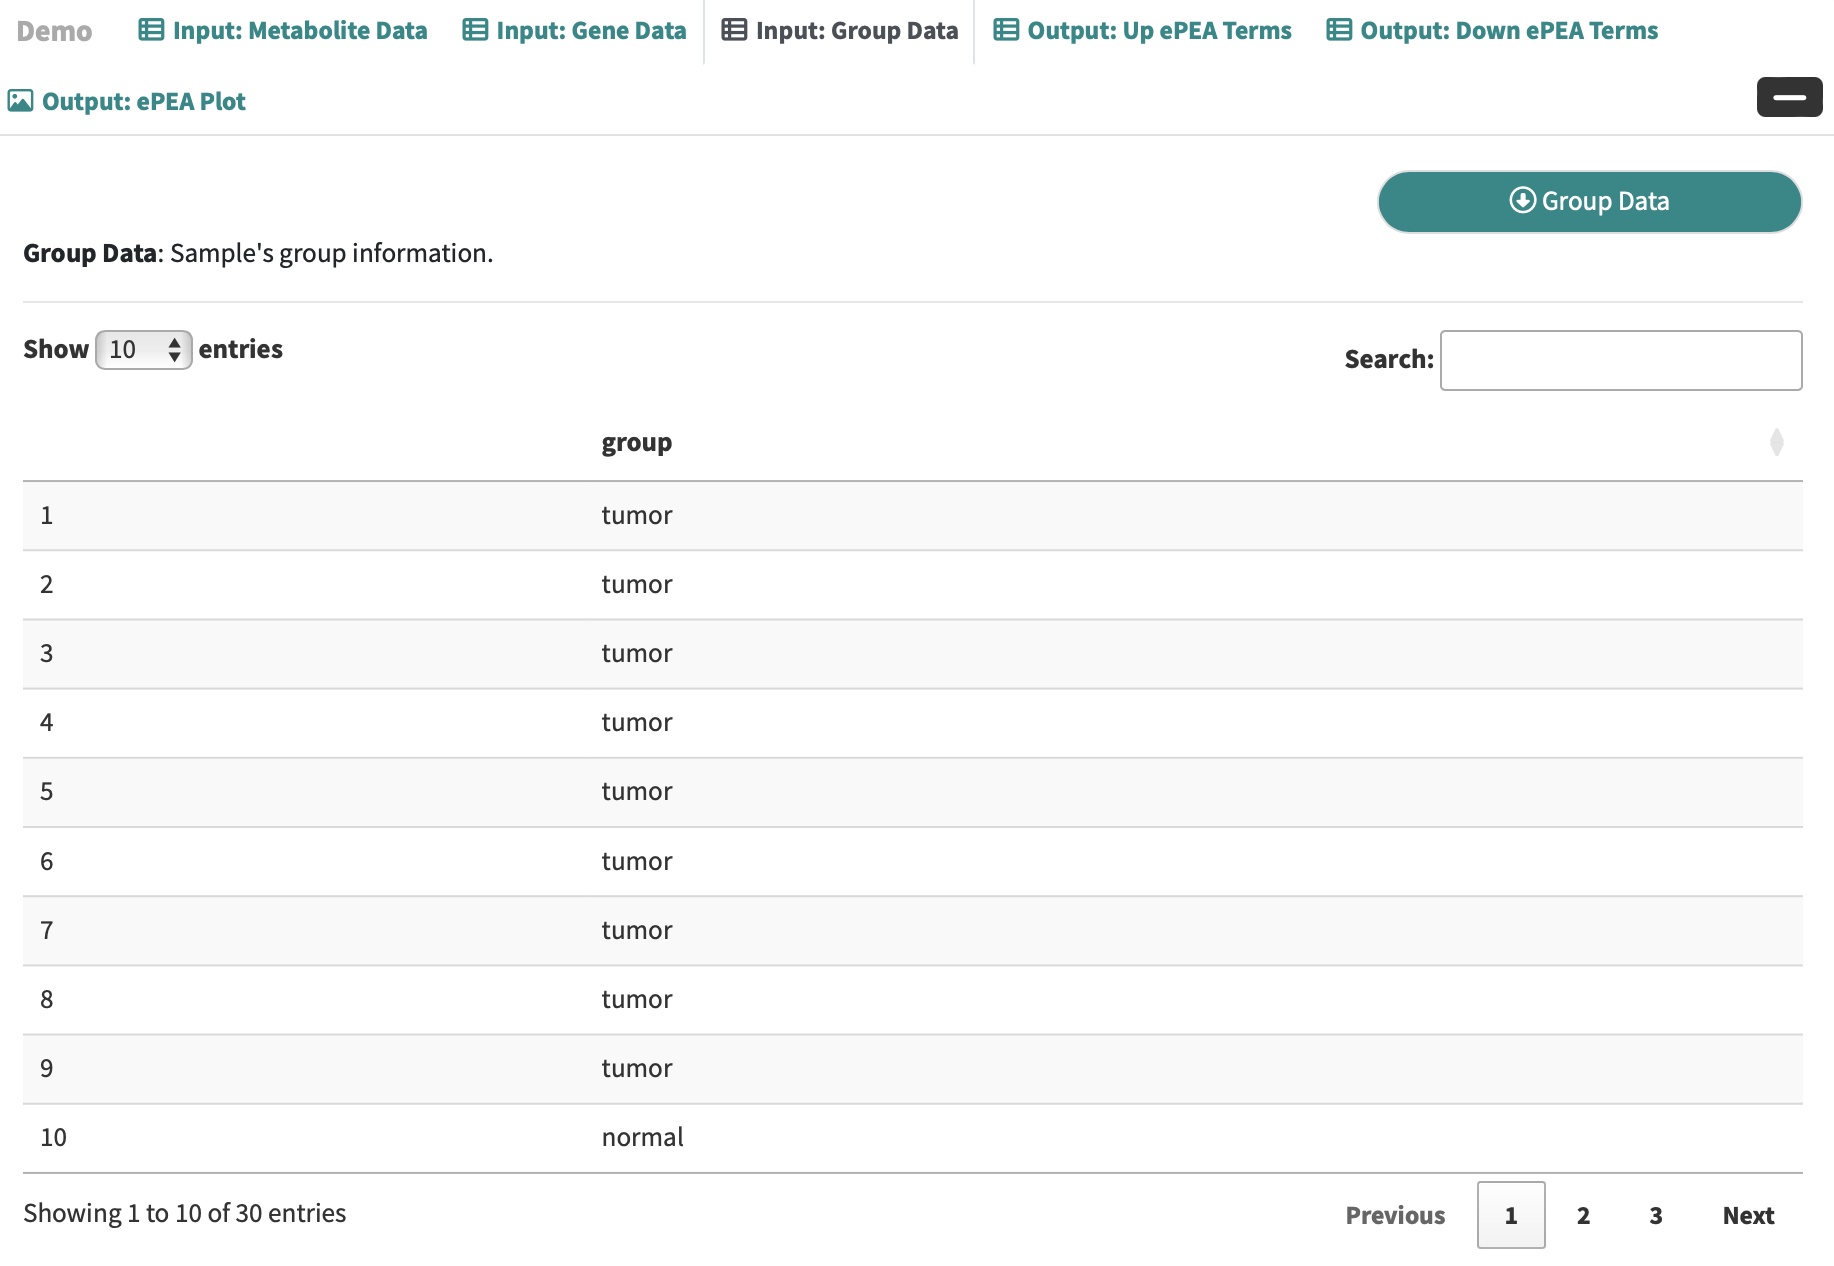 Demo Input: Metabolite Data Input: Gene Data Input: Group Data Output: Up ePEA Terms Output: Down ePEA Terms
Output: ePEA Plot
Group Data
Group Data: Sample's group information.
Show 10 entries
Search:
group
1 tumor
2 tumor
3 tumor
4 tumor
5 tumor
6 tumor
7 tumor
8 tumor
9 tumor
10 normal
Showing 1 to 10 of 30 entries
Previous 1 2 3 Next